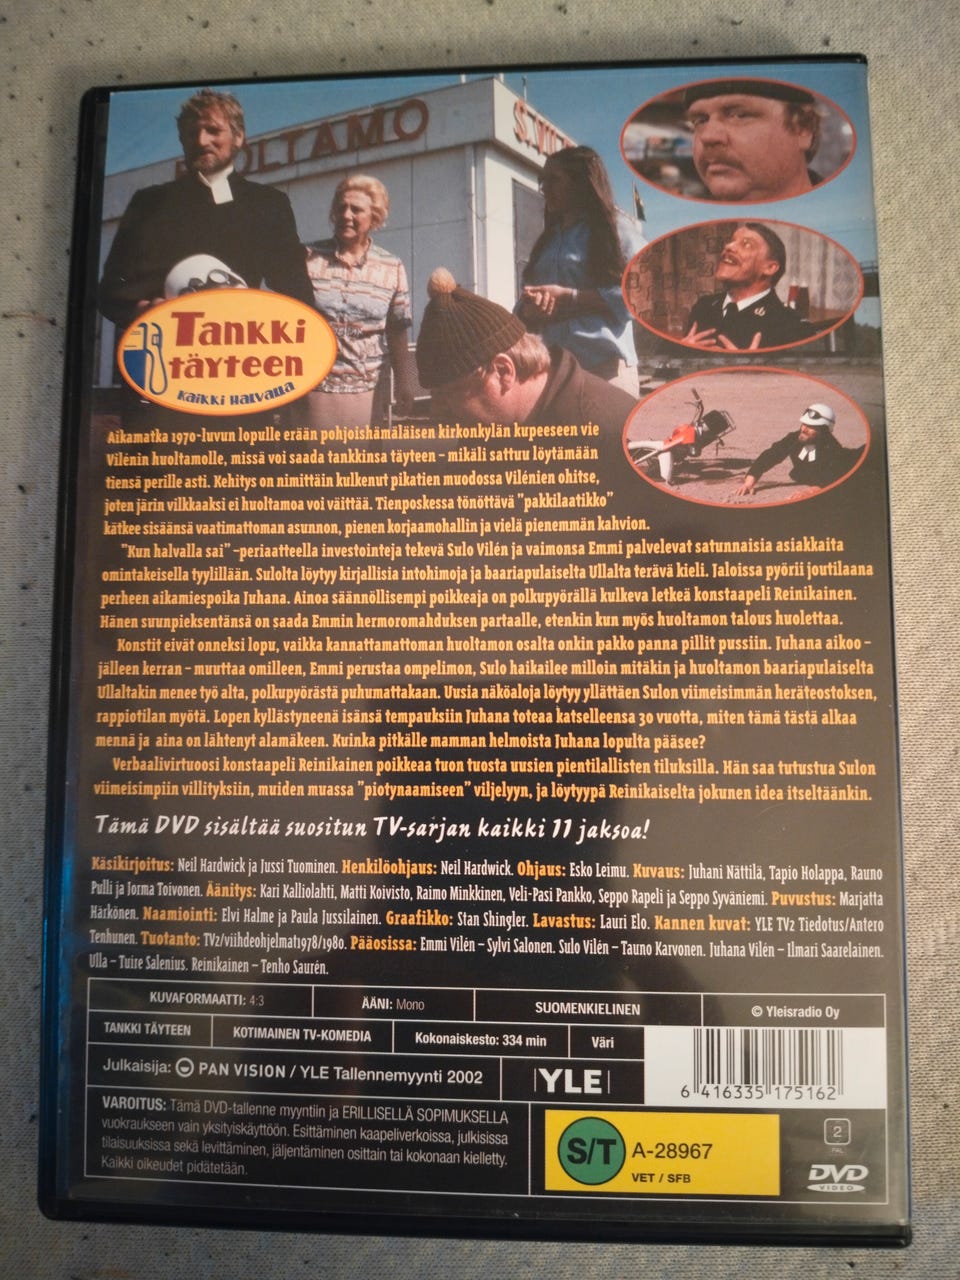 HUOLTAMO
S.VIL
Tankki
täyteen
KAIKKI HALVALLA
Aikamatka 1970-luvun lopulle erään pohjoishämäläisen kirkonkylän kupeeseen vie
Vilénin huoltamolle, missä voi saada tankkinsa täyteen – mikäli sattuu löytämään
tiensä perille asti. Kehitys on nimittäin kulkenut pikatien muodossa Vilénien ohitse,
joten järin vilkkaaksi ei huoltamoa voi väittää. Tienposkessa tönöttävä "pakkilaatikko"
kätkee sisäänsä vaatimattoman asunnon, pienen korjaamohallin ja vielä pienemmän kahvion.
"Kun halvalla sai" –periaatteella investointeja tekevä Sulo Vilén ja vaimonsa Emmi palvelevat satunnaisia asiakkaita
omintakeisella tyylillään. Sulolta löytyy kirjallisia intohimoja ja baariapulaiselta Ullalta terävä kieli. Jaloissa pyörii joutilaana
perheen aikamiespoika Juhana. Ainoa säännöllisempi poikkeaja on polkupyörällä kulkeva letkeä konstaapeli Reinikainen.
Hänen suunpieksentänsä on saada Emmin hermoromahduksen partaalle, etenkin kun myös huoltamon talous huolettaa.
Konstit eivät onneksi lopu, vaikka kannattamattoman huoltamon osalta onkin pakko panna pillit pussiin. Juhana aikoo –
jälleen kerran – muuttaa omilleen, Emmi perustaa ompelimon, Sulo haikailee milloin mitäkin ja huoltamon baariapulaiselta
Ullaltakin menee työ alta, polkupyörästä puhumattakaan. Uusia näköaloja löytyy yllättäen Sulon viimeisimmän heräteostoksen,
rappiotilan myötä. Lopen kyllästyneenä isänsä tempauksiin Juhana toteaa katselleensa 30 vuotta, miten tämä tästä alkaa
mennä ja aina on lähtenyt alamäkeen. Kuinka pitkälle mamman helmoista Juhana lopulta pääsee?
Verbaalivirtuoosi konstaapeli Reinikainen poikkeaa tuon tuosta uusien pientilallisten tiluksilla. Hän saa tutustua Sulon
viimeisimpiin villityksiin, muiden muassa "piotynaamiseen" viljelyyn, ja löytyypä Reinikaiselta jokunen idea itseltäänkin.
Tämä DVD sisältää suositun TV-sarjan kaikki 11 jaksoa!
Käsikirjoitus: Neil Hardwick ja Jussi Tuominen. Henkilöohjaus: Neil Hardwick. Ohjaus: Esko Leimu. Kuvaus: Juhani Nättilä, Tapio Holappa, Rauno
Pulli ja Jorma Toivonen. Äänitys: Kari Kalliolahti, Matti Koivisto, Raimo Minkkinen, Veli-Pasi Pankko, Seppo Rapeli ja Seppo Syväniemi. Puvustus: Marjatta
Härkönen. Naamiointi: Elvi Halme ja Paula Jussilainen. Graafikko: Stan Shingler. Lavastus: Lauri Elo. Kannen kuvat: YLE TV2 Tiedotus/Antero
Tenhunen. Tuotanto: TV2/viihdeohjelmat1978/1980. Pääosissa: Emmi Vilén – Sylvi Salonen. Sulo Vilén – Tauno Karvonen. Juhana Vilén – Ilmari Saarelainen.
Ulla – Tuire Salenius. Reinikainen – Tenho Saurén.
KUVAFORMAATTI: 4:3 ÄÄNI: Mono SUOMENKIELINEN © Yleisradio Oy
TANKKI TÄYTEEN KOTIMAINEN TV-KOMEDIA Kokonaiskesto: 334 min Väri
Julkaisija: PAN VISION / YLE Tallennemyynti 2002 YLE
6 416335 175162
VAROITUS: Tämä DVD-tallenne myyntiin ja ERILLISELLÄ SOPIMUKSELLA
vuokraukseen vain yksityiskäyttöön. Esittäminen kaapeliverkoissa, julkisissa
tilaisuuksissa sekä levittäminen, jäljentäminen osittain tai kokonaan kielletty.
Kaikki oikeudet pidätetään.
S/T A-28967
VET / SFB
2
PAL
DVD
VIDEO